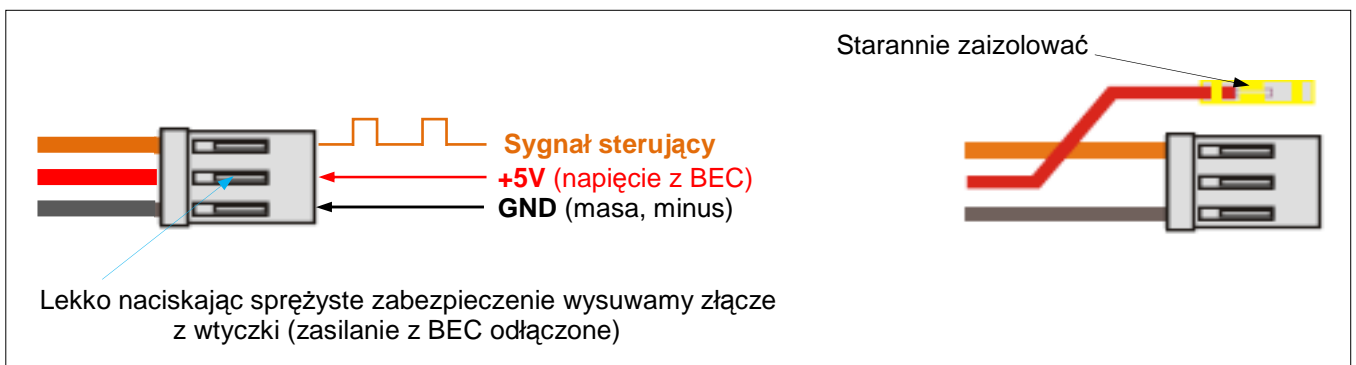 Starannie zaizolować
Sygnał sterujący
+5V (napięcie z BEC)
GND (masa, minus)
Lekko naciskając sprężyste zabezpieczenie wysuwamy złącze
z wtyczki (zasilanie z BEC odłączone)